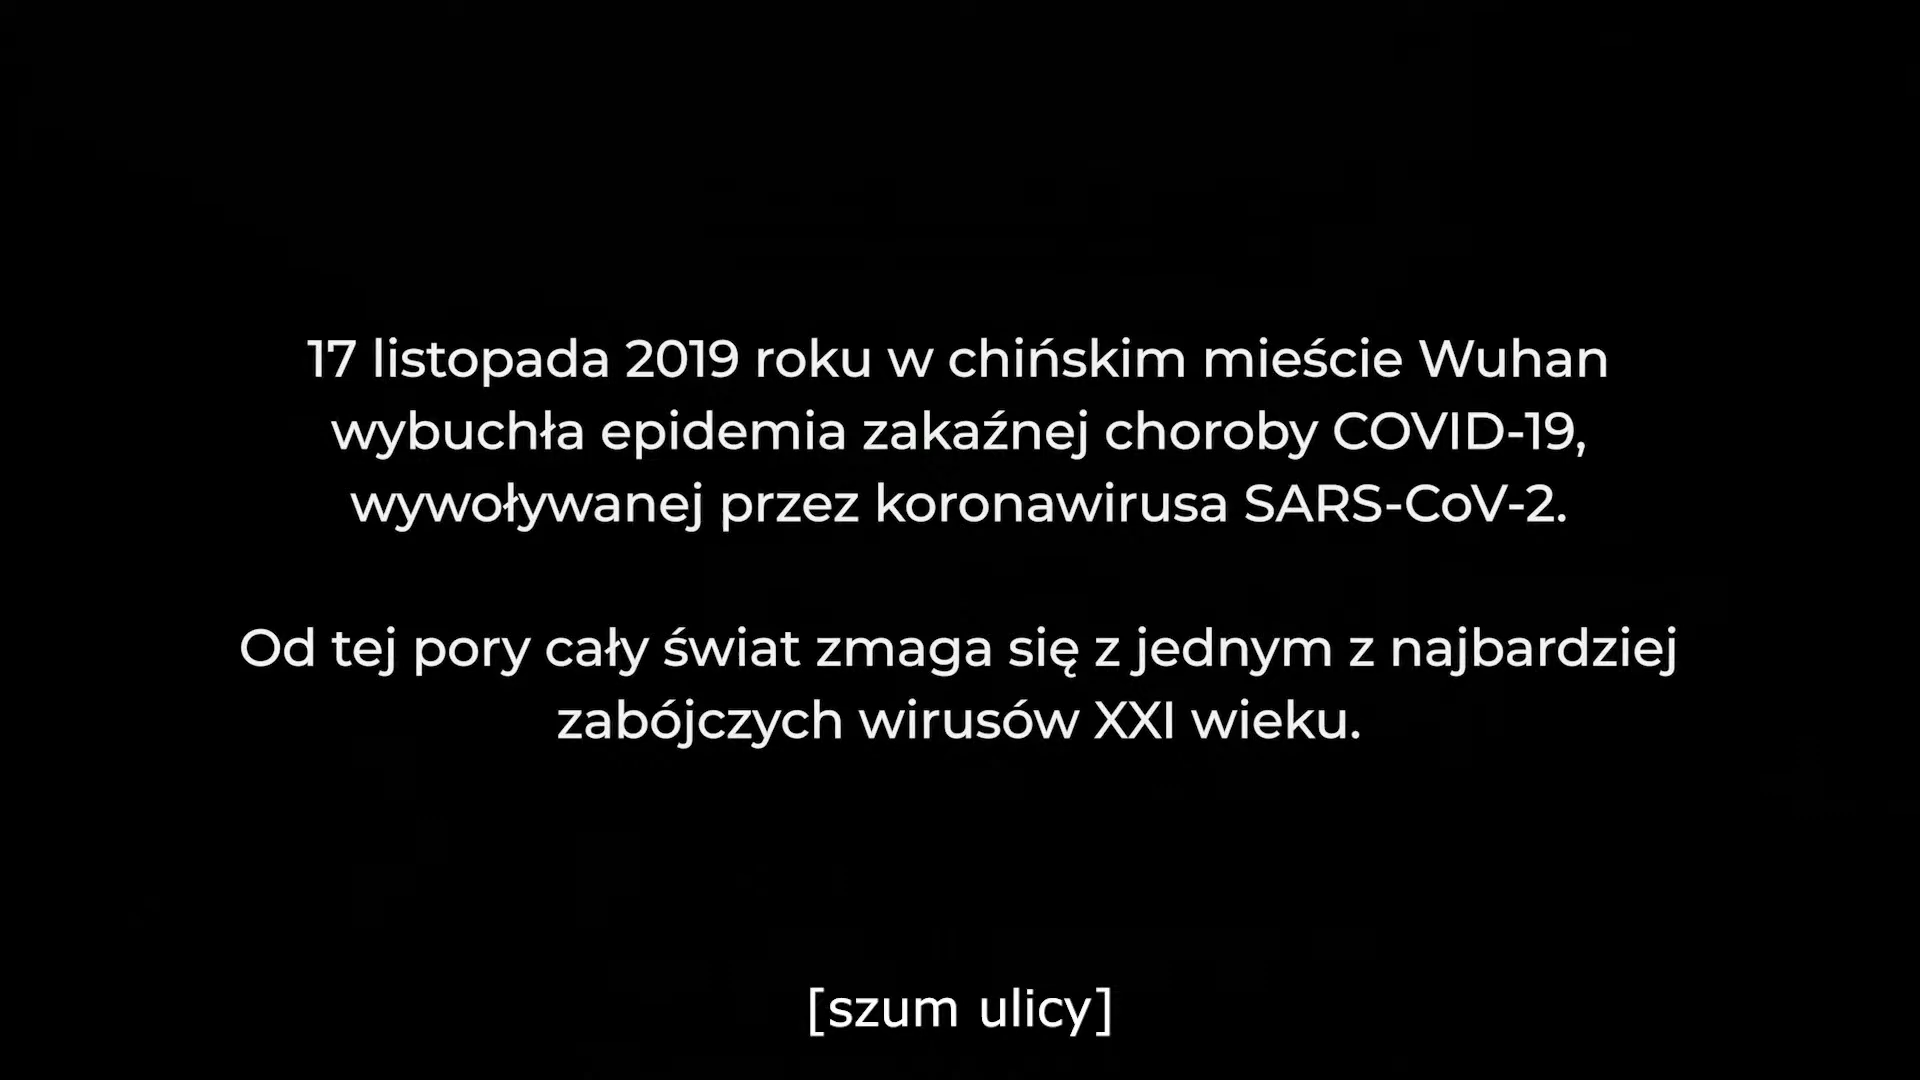 17 listopada 2019 roku w chińskim mieście Wuhan
wybuchła epidemia zakaźnej choroby COVID-19,
wywoływanej przez koronawirusa SARS-CoV-2.
Od tej pory cały świat zmaga się z jednym z najbardziej
zabójczych wirusów XXI wieku.
[szum ulicy]